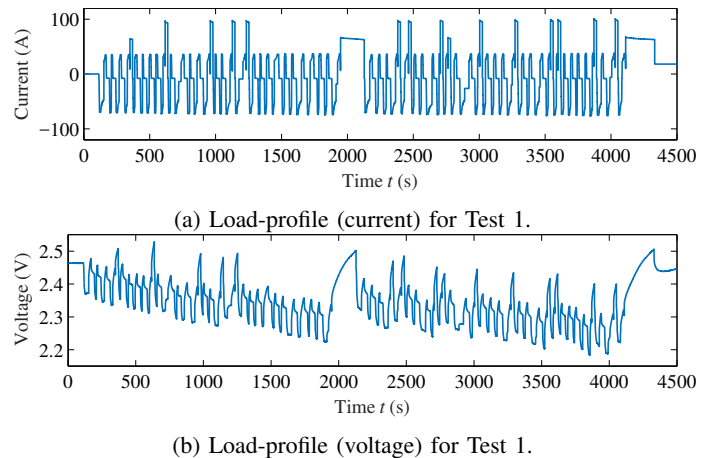 100
0
−100
Current (A)
0 500 1000 1500 2000 2500 3000 3500 4000 4500
Time t (s)
(a) Load-profile (current) for Test 1.
2.5
2.4
2.3
2.2
Voltage (V)
0 500 1000 1500 2000 2500 3000 3500 4000 4500
Time t (s)
(b) Load-profile (voltage) for Test 1.